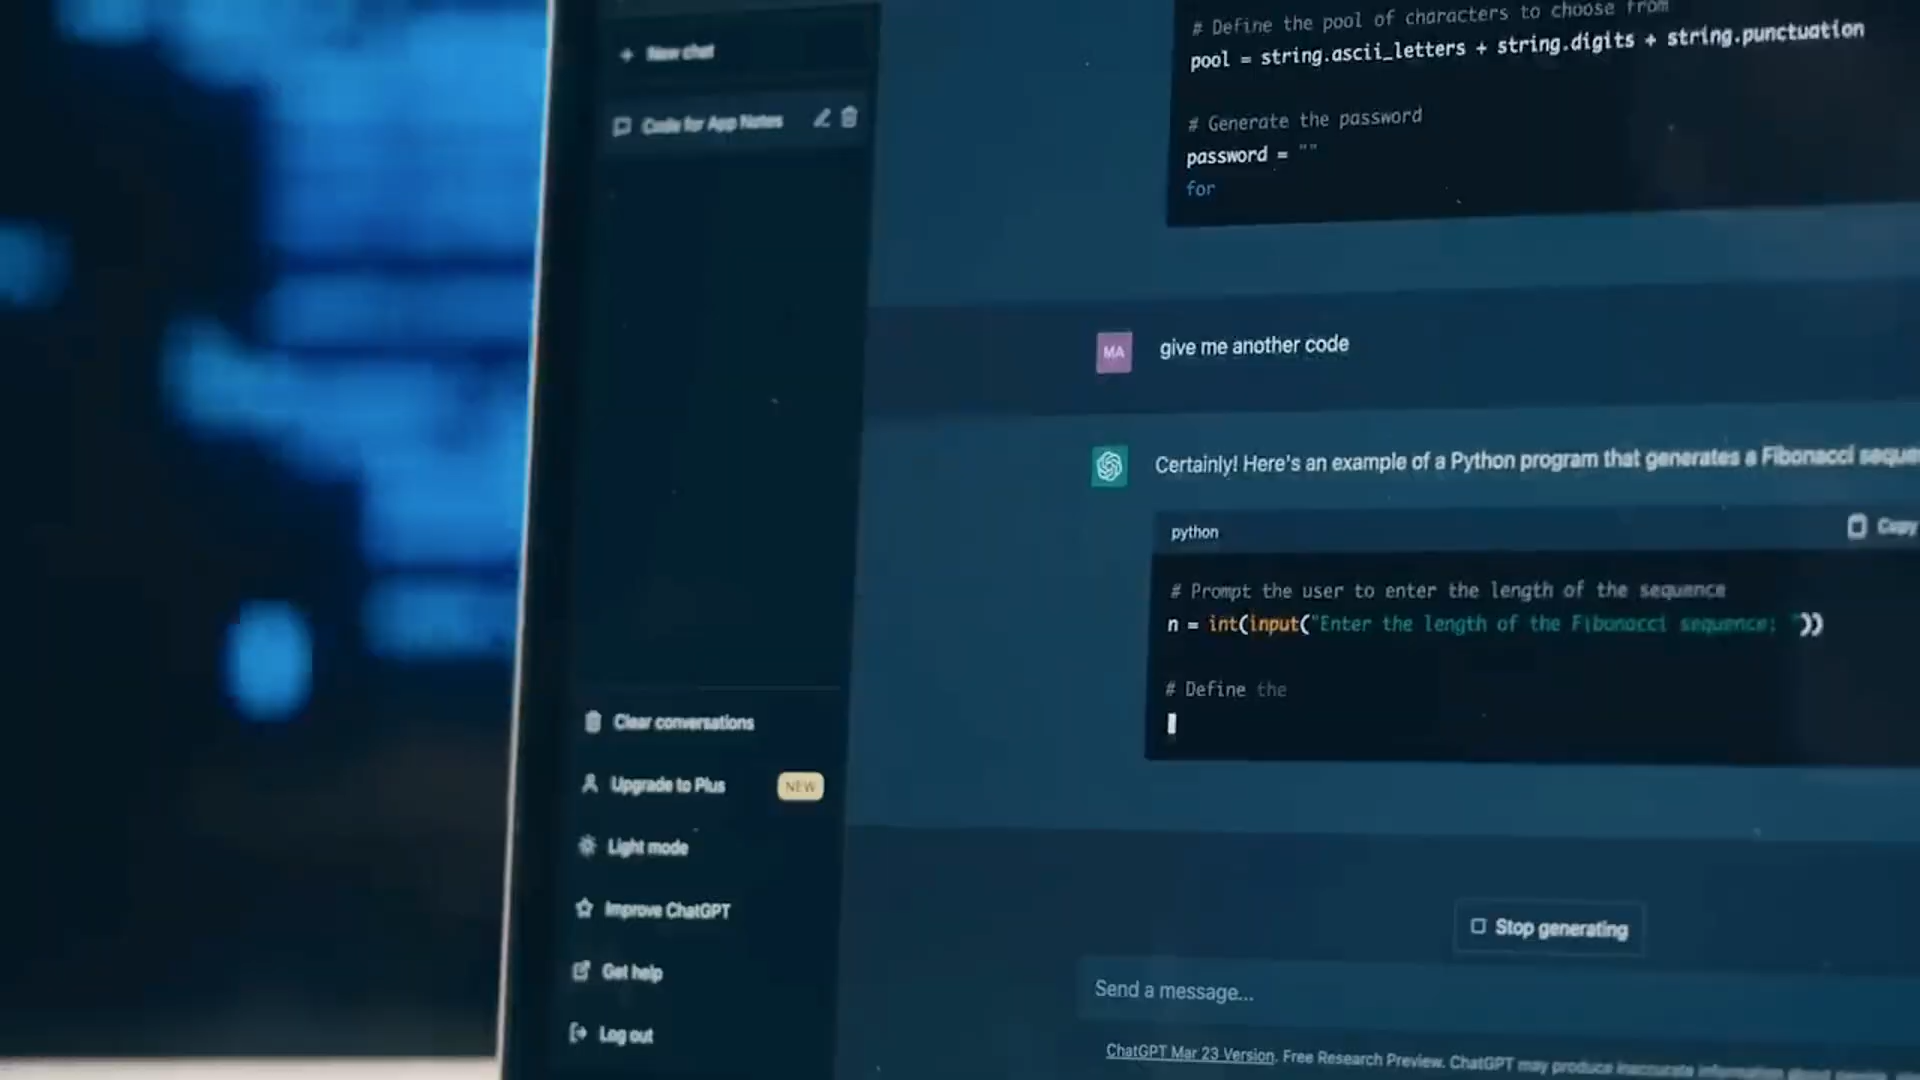 New chat
Code for App Notes
Clear conversations
Upgrade to Plus
NEW
Light mode
Improve ChatGPT
Get help
Log out
# Define the pool of characters to choose from
pool = string.ascii_letters + string.digits + string.punctuation
# Generate the password
password = ""
for
MA
give me another code
Certainly! Here's an example of a Python program that generates a Fibonacci
python
Copy
# Prompt the user to enter the length of the sequence
n = int(input("Enter the length of the Fibonacci sequence: "))
# Define the
Stop generating
Send a message...
ChatGPT Mar 23 Version. Free Research Preview. ChatGPT may produce inaccurate information about